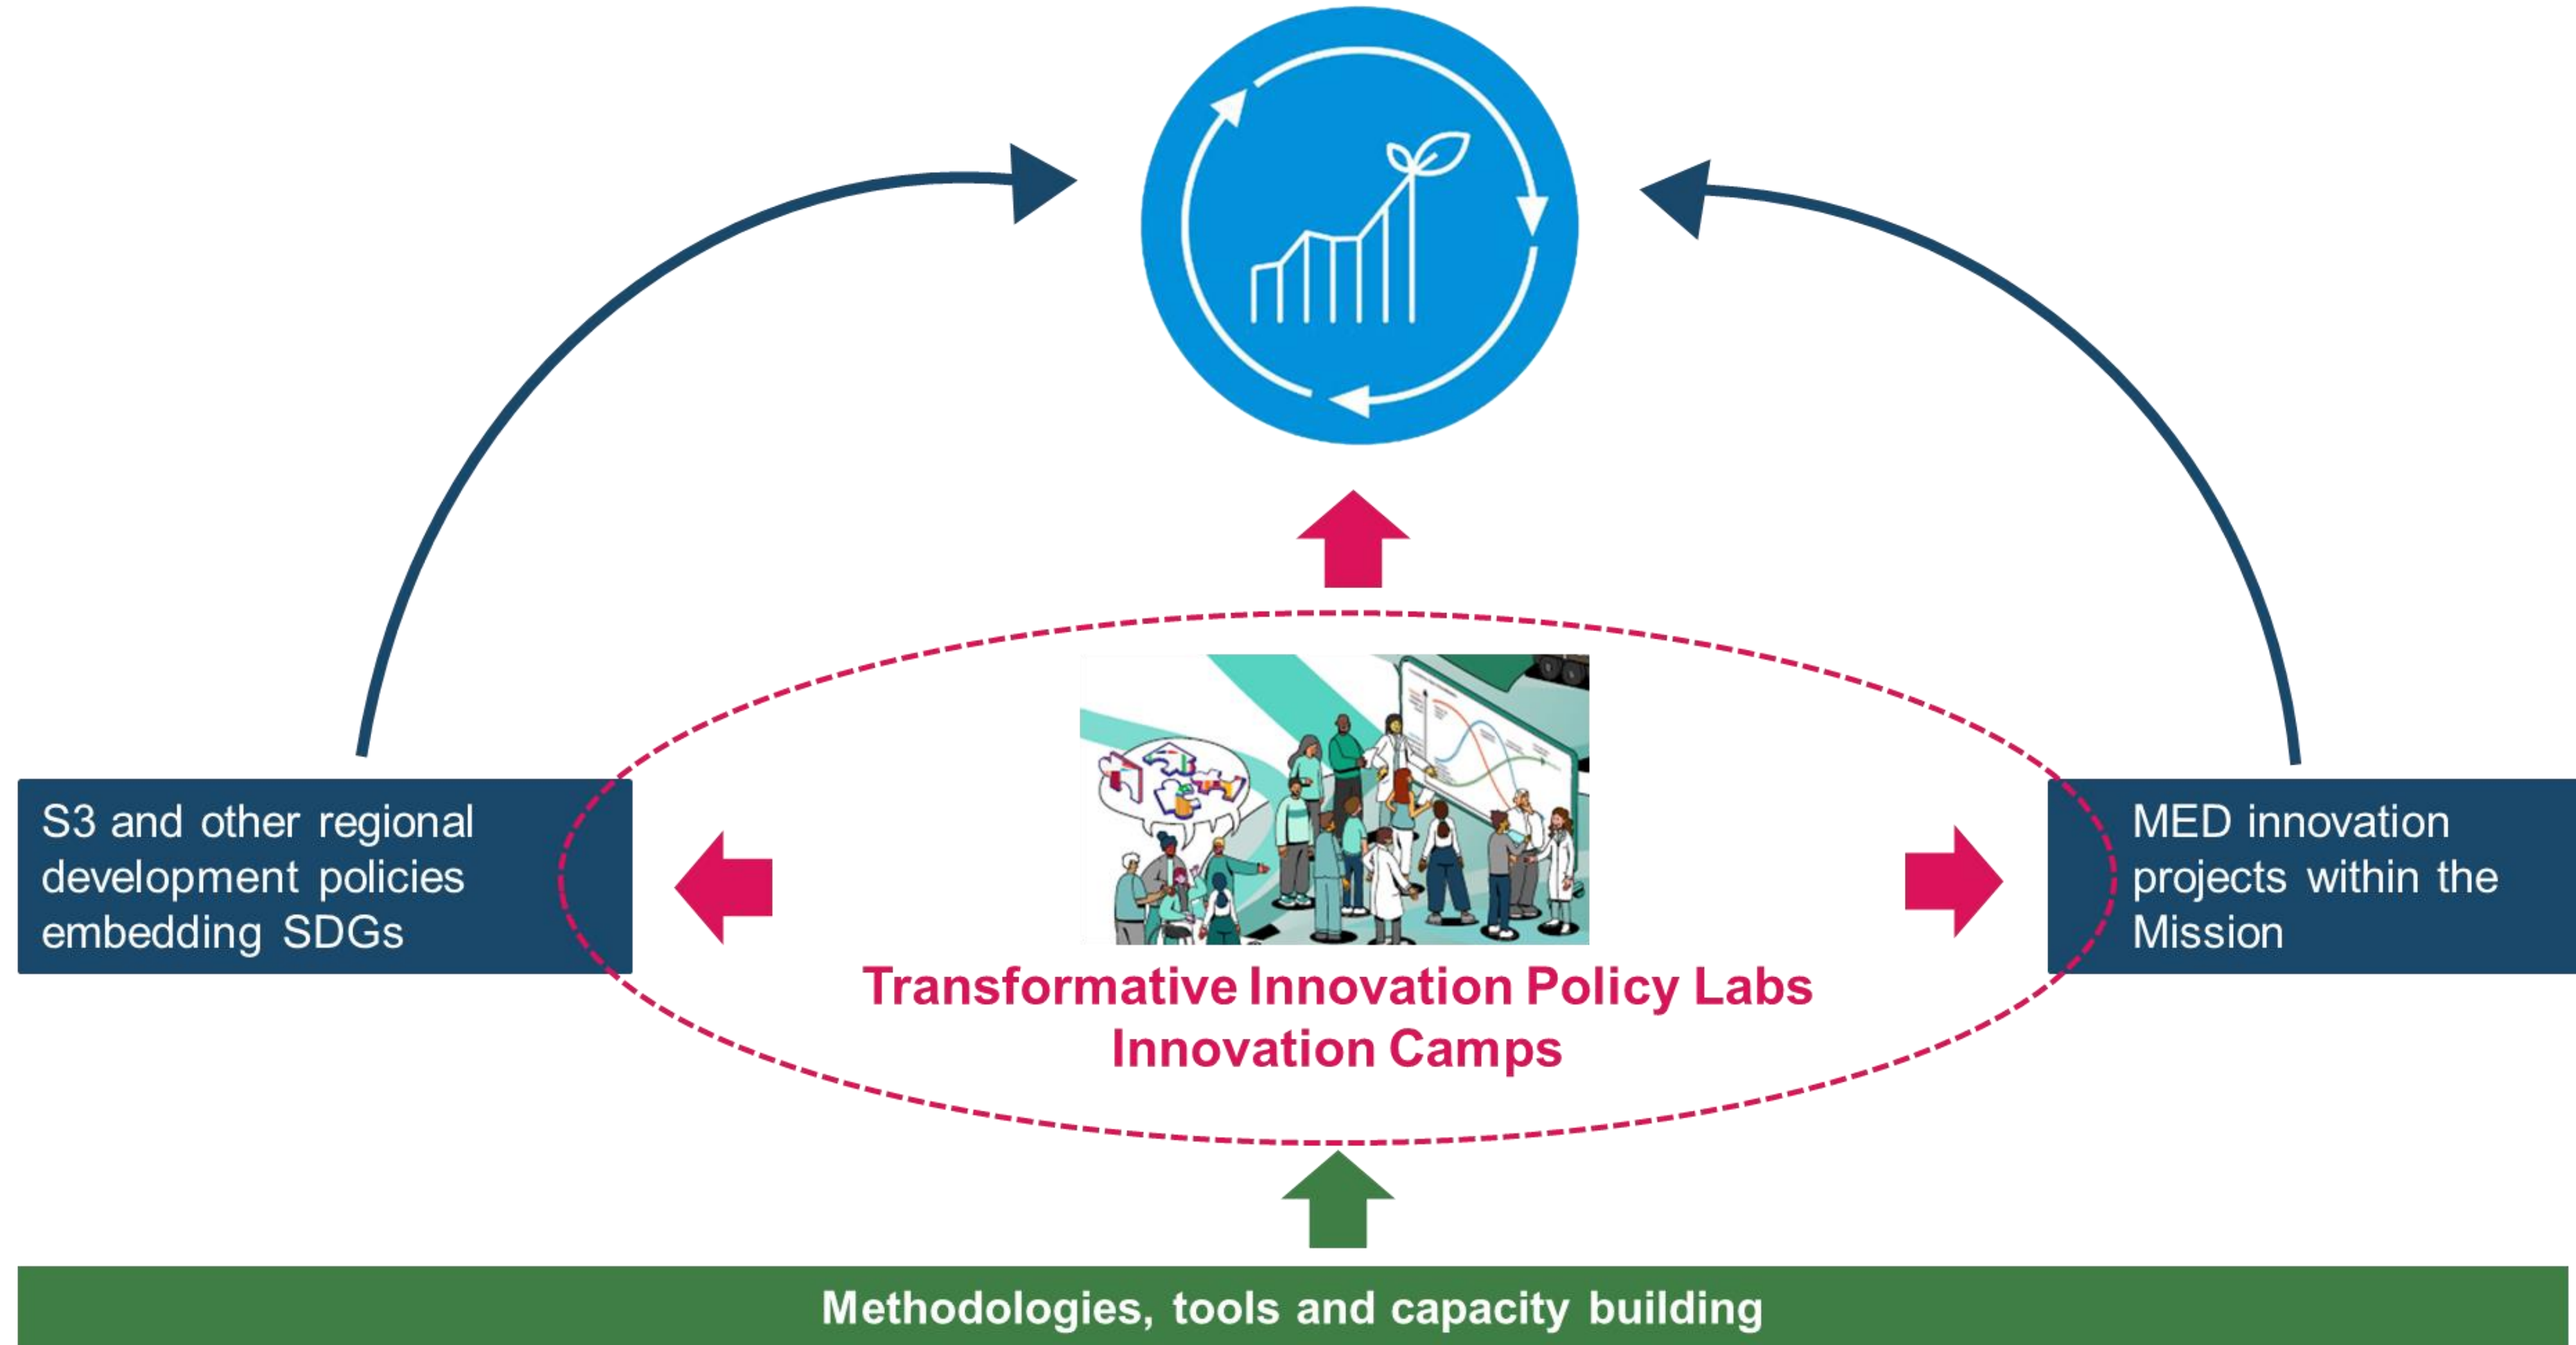 S3 and other regional
development policies
embedding SDGs
MED innovation
projects within the
Mission
Transformative Innovation Policy Labs
Innovation Camps
Methodologies, tools and capacity building